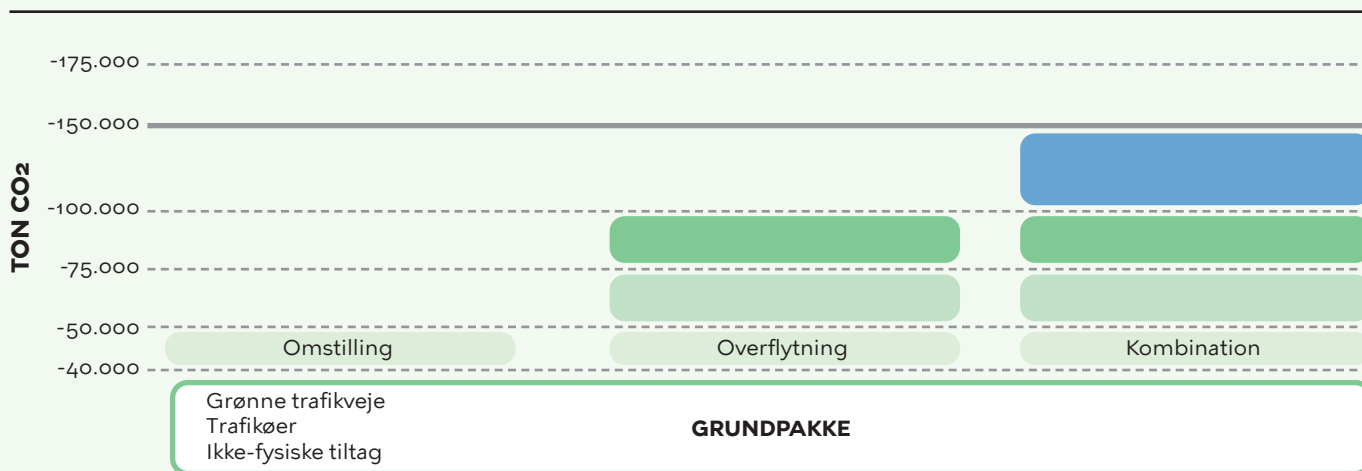 -175.000
-150.000
TON CO2
-100.000
-75.000
-50.000
Omstilling Overflytning Kombination
-40.000
Grønne trafikveje
Trafikøer
Ikke-fysiske tiltag
GRUNDPAKKE